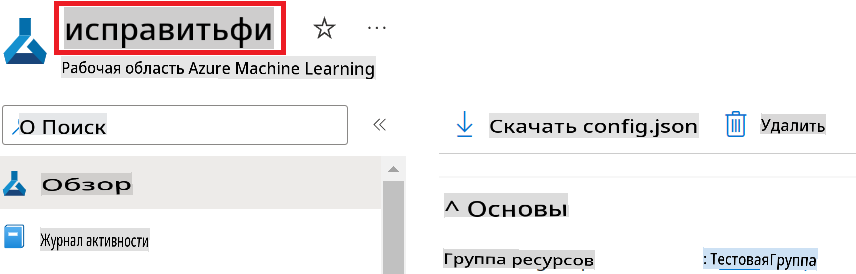 исправитьфи
Рабочая область Azure Machine Learning
О Поиск
Скачать config.json
Удалить
Обзор
^ Основы
Журнал активности
Группа ресурсов
: ТестоваяГруппа